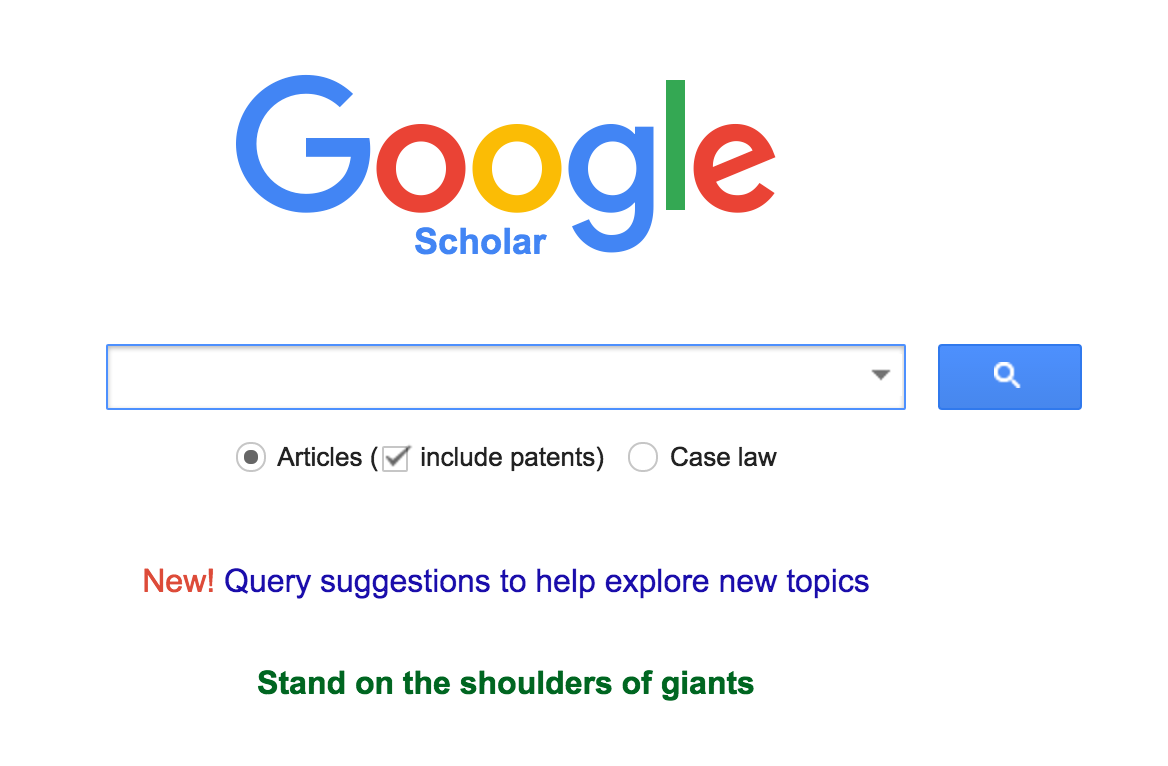 Google
Scholar
Articles ( include patents) Case law
New! Query suggestions to help explore new topics
Stand on the shoulders of giants